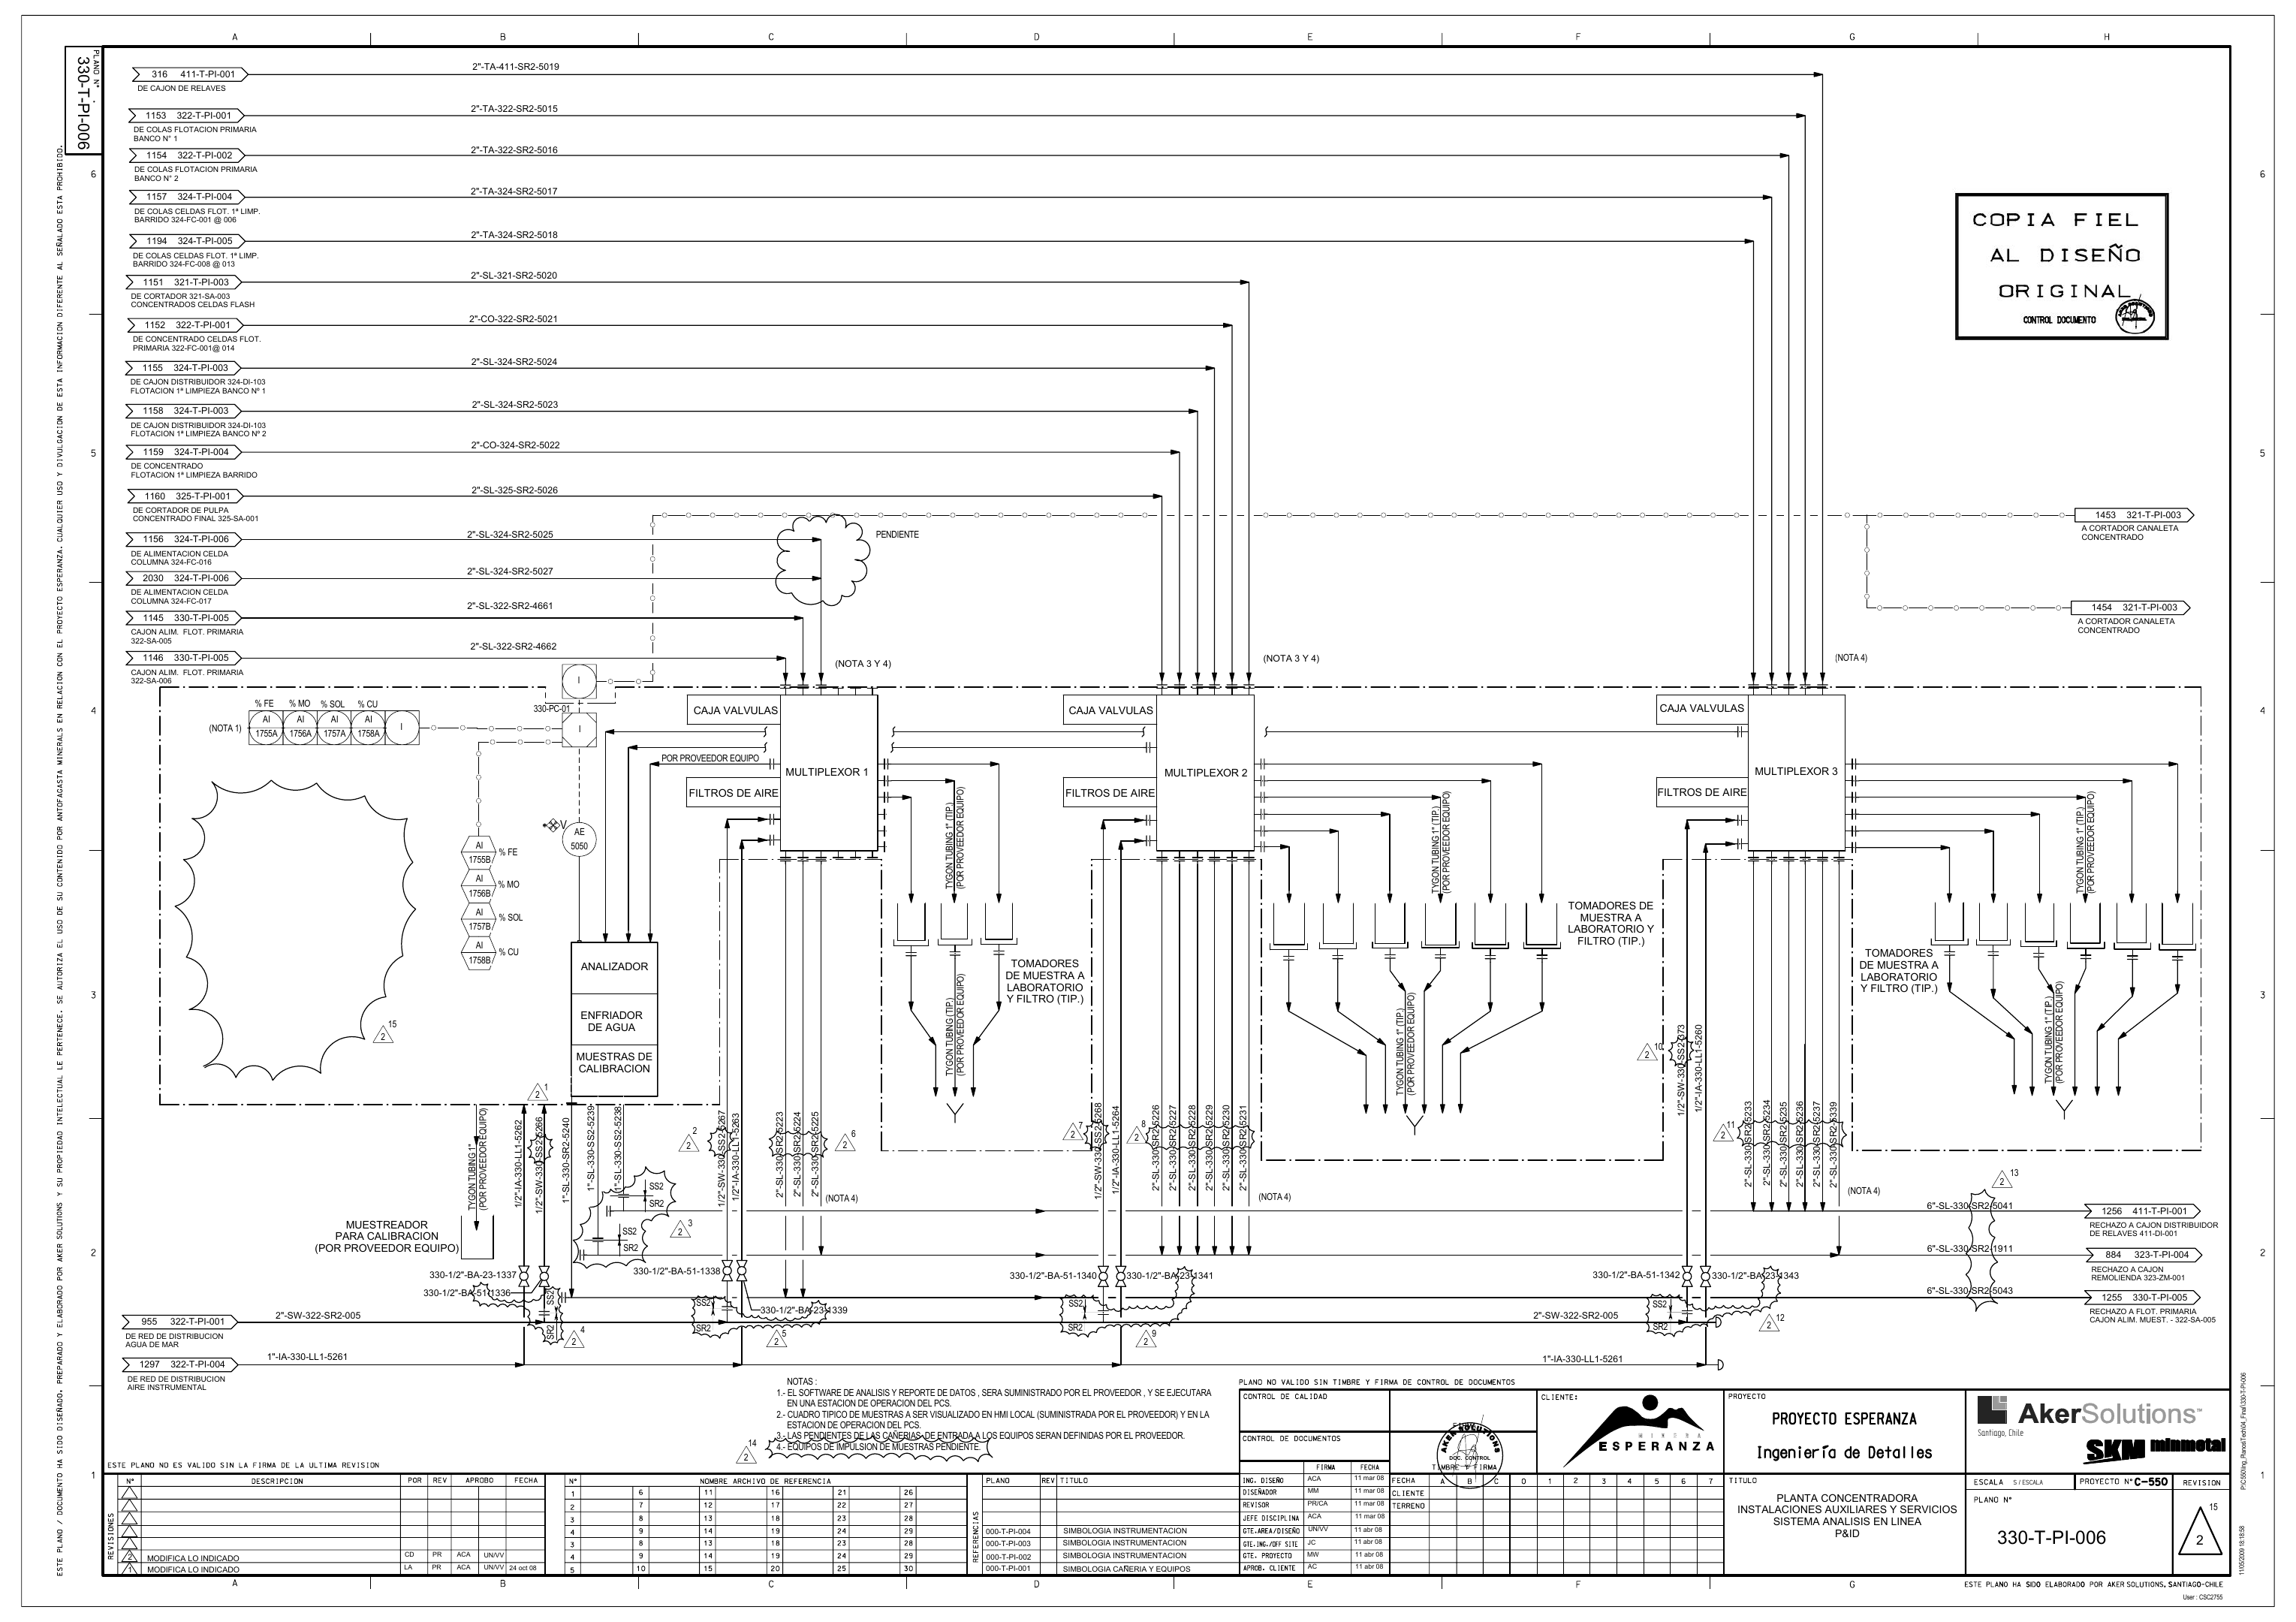 PLANO N°.
330-T-PI-006
316 411-T-PI-001
DE CAJON DE RELAVES
2"-TA-411-SR2-5019
1153 322-T-PI-001
DE COLAS FLOTACION PRIMARIA
BANCO N° 1
2"-TA-322-SR2-5015
1154 322-T-PI-002
DE COLAS FLOTACION PRIMARIA
BANCO N° 2
2"-TA-322-SR2-5016
1157 324-T-PI-004
DE COLAS CELDAS FLOT. 1ª LIMP.
BARRIDO 324-FC-001 @ 006
2"-TA-324-SR2-5017
1194 324-T-PI-005
DE COLAS CELDAS FLOT. 1ª LIMP.
BARRIDO 324-FC-008 @ 013
2"-TA-324-SR2-5018
1151 321-T-PI-003
DE CORTADOR 321-SA-003
CONCENTRADOS CELDAS FLASH
2"-SL-321-SR2-5020
1152 322-T-PI-001
DE CONCENTRADO CELDAS FLOT.
PRIMARIA 322-FC-001@ 014
2"-CO-322-SR2-5021
1155 324-T-PI-003
DE CAJON DISTRIBUIDOR 324-DI-103
FLOTACION 1ª LIMPIEZA BANCO Nº 1
2"-SL-324-SR2-5024
1158 324-T-PI-003
DE CAJON DISTRIBUIDOR 324-DI-103
FLOTACION 1ª LIMPIEZA BANCO Nº 2
2"-SL-324-SR2-5023
1159 324-T-PI-004
DE CONCENTRADO
FLOTACION 1ª LIMPIEZA BARRIDO
2"-CO-324-SR2-5022
1160 325-T-PI-001
DE CORTADOR DE PULPA
CONCENTRADO FINAL 325-SA-001
2"-SL-325-SR2-5026
1156 324-T-PI-006
DE ALIMENTACION CELDA
COLUMNA 324-FC-016
2"-SL-324-SR2-5025
2030 324-T-PI-006
DE ALIMENTACION CELDA
COLUMNA 324-FC-017
2"-SL-324-SR2-5027
1145 330-T-PI-005
CAJON ALIM. FLOT. PRIMARIA
322-SA-005
2"-SL-322-SR2-4661
1146 330-T-PI-005
CAJON ALIM. FLOT. PRIMARIA
322-SA-006
2"-SL-322-SR2-4662
PENDIENTE
COPIA FIEL
AL DISEÑO
ORIGINAL
CONTROL DOCUMENTO
1453 321-T-PI-003
A CORTADOR CANALETA
CONCENTRADO
1454 321-T-PI-003
A CORTADOR CANALETA
CONCENTRADO
(NOTA 3 Y 4)
(NOTA 3 Y 4)
(NOTA 4)
% FE % MO % SOL % CU
(NOTA 1)
AI 1755A
AI 1756A
AI 1757A
AI 1758A
I
I
330-PC-01
I
AE
5050
V
AI 1755B % FE
AI 1756B % MO
AI 1757B % SOL
AI 1758B % CU
CAJA VALVULAS
POR PROVEEDOR EQUIPO
FILTROS DE AIRE
MULTIPLEXOR 1
CAJA VALVULAS
FILTROS DE AIRE
MULTIPLEXOR 2
CAJA VALVULAS
FILTROS DE AIRE
MULTIPLEXOR 3
ANALIZADOR
ENFRIADOR
DE AGUA
MUESTRAS DE
CALIBRACION
TYGON TUBING 1" (TIP.)
(POR PROVEEDOR EQUIPO)
TYGON TUBING (TIP.)
(POR PROVEEDOR EQUIPO)
TOMADORES
DE MUESTRA A
LABORATORIO
Y FILTRO (TIP.)
TYGON TUBING 1" (TIP.)
(POR PROVEEDOR EQUIPO)
TYGON TUBING 1" (TIP.)
(POR PROVEEDOR EQUIPO)
TOMADORES DE
MUESTRA A
LABORATORIO Y
FILTRO (TIP.)
TYGON TUBING 1" (TIP.)
(POR PROVEEDOR EQUIPO)
TYGON TUBING 1" (TIP.)
(POR PROVEEDOR EQUIPO)
TOMADORES
DE MUESTRA A
LABORATORIO
Y FILTRO (TIP.)
TYGON TUBING 1"
(POR PROVEEDOR EQUIPO)
MUESTREADOR
PARA CALIBRACION
(POR PROVEEDOR EQUIPO)
1/2"-IA-330-LL1-5262
1/2"-SW-330-SS2-5266
1"-SL-330-SR2-5240
1"-SL-330-SS2-5239
1"-SL-330-SS2-5238
1/2"-SW-330-SS2-5267
1/2"-IA-330-LL1-5263
2"-SL-330-SR2-5223
2"-SL-330-SR2-5224
2"-SL-330-SR2-5225
(NOTA 4)
1/2"-SW-330-SS2-5268
1/2"-IA-330-LL1-5264
2"-SL-330-SR2-5226
2"-SL-330-SR2-5227
2"-SL-330-SR2-5228
2"-SL-330-SR2-5229
2"-SL-330-SR2-5230
2"-SL-330-SR2-5231
(NOTA 4)
1/2"-IA-330-LL1-5260
2"-SL-330-SR2-5233
2"-SL-330-SR2-5234
2"-SL-330-SR2-5235
2"-SL-330-SR2-5236
2"-SL-330-SR2-5237
2"-SL-330-SR2-5339
(NOTA 4)
SS2
SR2
SS2
SR2
330-1/2"-BA-23-1337
330-1/2"-BA-51-1336
330-1/2"-BA-51-1338
330-1/2"-BA-23-1339
330-1/2"-BA-51-1340
330-1/2"-BA-23-1341
330-1/2"-BA-51-1342
330-1/2"-BA-23-1343
SS2
SR2
SS2
SR2
SS2
SR2
SS2
SR2
6"-SL-330-SR2-5041
1256 411-T-PI-001
RECHAZO A CAJON DISTRIBUIDOR
DE RELAVES 411-DI-001
6"-SL-330-SR2-1911
884 323-T-PI-004
RECHAZO A CAJON
REMOLIENDA 323-ZM-001
6"-SL-330-SR2-5043
1255 330-T-PI-005
RECHAZO A FLOT. PRIMARIA
CAJON ALIM. MUEST. - 322-SA-005
955 322-T-PI-001
DE RED DE DISTRIBUCION
AGUA DE MAR
2"-SW-322-SR2-005
2"-SW-322-SR2-005
1297 322-T-PI-004
DE RED DE DISTRIBUCION
AIRE INSTRUMENTAL
1"-IA-330-LL1-5261
1"-IA-330-LL1-5261
NOTAS :
1.- EL SOFTWARE DE ANALISIS Y REPORTE DE DATOS , SERA SUMINISTRADO POR EL PROVEEDOR , Y SE EJECUTARA
EN UNA ESTACION DE OPERACION DEL PCS.
2.- CUADRO TIPICO DE MUESTRAS A SER VISUALIZADO EN HMI LOCAL (SUMINISTRADA POR EL PROVEEDOR) Y EN LA
ESTACION DE OPERACION DEL PCS.
3.- LAS PENDIENTES DE LAS CAÑERIAS DE ENTRADA A LOS EQUIPOS SERAN DEFINIDAS POR EL PROVEEDOR.
4.- EQUIPOS DE IMPULSION DE MUESTRAS PENDIENTE.
PLANO NO VALIDO SIN TIMBRE Y FIRMA DE CONTROL DE DOCUMENTOS
ESTE PLANO NO ES VALIDO SIN LA FIRMA DE LA ULTIMA REVISION
REVISIONES
N° DESCRIPCION POR REV APROBO FECHA
2 MODIFICA LO INDICADO CD PR ACA UN/VV
1 MODIFICA LO INDICADO LA PR ACA UN/VV 24 oct 08
N° NOMBRE ARCHIVO DE REFERENCIA
1 6 11 16 21 26
2 7 12 17 22 27
3 8 13 18 23 28
4 9 14 19 24 29
3 8 13 18 23 28
4 9 14 19 24 29
5 10 15 20 25 30
REFERENCIAS
PLANO REV TITULO
000-T-PI-004 SIMBOLOGIA INSTRUMENTACION
000-T-PI-003 SIMBOLOGIA INSTRUMENTACION
000-T-PI-002 SIMBOLOGIA INSTRUMENTACION
000-T-PI-001 SIMBOLOGIA CAÑERIA Y EQUIPOS
CONTROL DE CALIDAD
CONTROL DE DOCUMENTOS
AKER SOLUTIONS
DOC. CONTROL
TIMBRE Y FIRMA
FIRMA FECHA
ING. DISEÑO ACA 11 mar 08
DISEÑADOR MM 11 mar 08
REVISOR PR/CA 11 mar 08
JEFE DISCIPLINA ACA 11 mar 08
GTE.AREA/DISEÑO UN/VV 11 abr 08
GTE.ING./OFF SITE JC 11 abr 08
GTE. PROYECTO MW 11 abr 08
APROB. CLIENTE AC 11 abr 08
FECHA A B C 0 1 2 3 4 5 6 7
CLIENTE
TERRENO
CLIENTE:
MINERA
ESPERANZA
PROYECTO
PROYECTO ESPERANZA
Ingeniería de Detalles
TITULO
PLANTA CONCENTRADORA
INSTALACIONES AUXILIARES Y SERVICIOS
SISTEMA ANALISIS EN LINEA
P&ID
AkerSolutions™
Santiago, Chile
SKM minmetal
ESCALA S/ESCALA
PROYECTO N° C-550
REVISION
PLANO N°
330-T-PI-006
15
2
ESTE PLANO HA SIDO ELABORADO POR AKER SOLUTIONS, SANTIAGO-CHILE
User : CSC2755
11/05/2009 18:18:58
ESTE PLANO / DOCUMENTO HA SIDO DISEÑADO, PREPARADO Y ELABORADO POR AKER SOLUTIONS Y SU PROPIEDAD INTELECTUAL LE PERTENECE. SE AUTORIZA EL USO DE SU CONTENIDO POR ANTOFAGASTA MINERALS EN RELACION CON EL PROYECTO ESPERANZA. CUALQUIER USO Y DIVULGACION DE ESTA INFORMACION DIFERENTE AL SEÑALADO ESTA PROHIBIDO.